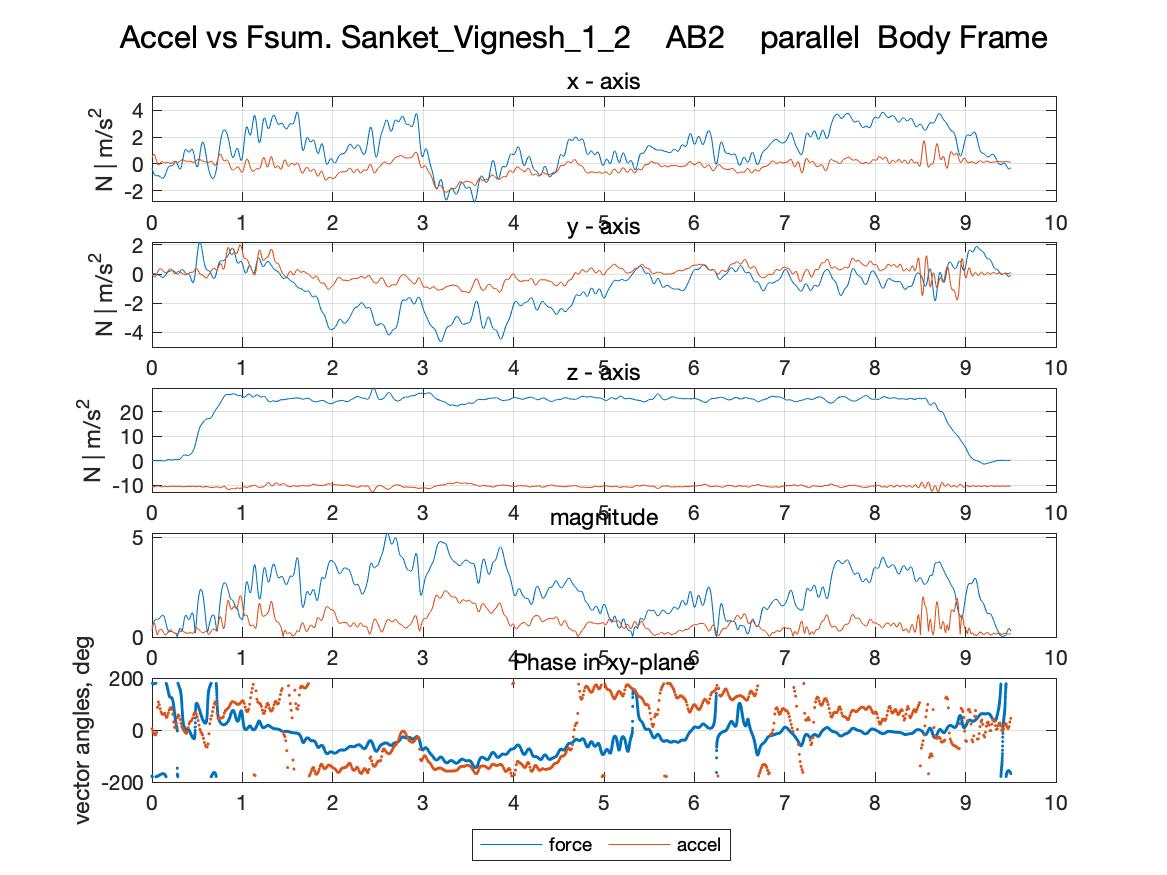 Accel vs Fsum. Sanket_Vignesh_1_2 AB2 parallel Body Frame
x - axis
N | m/s2
4
2
0
-2
0 1 2 3 4 5 6 7 8 9 10
y - axis
N | m/s2
2
0
-2
-4
0 1 2 3 4 5 6 7 8 9 10
z - axis
N | m/s2
20
10
0
-10
0 1 2 3 4 5 6 7 8 9 10
magnitude
5
0
0 1 2 3 4 5 6 7 8 9 10
Phase in xy-plane
vector angles, deg
200
0
-200
0 1 2 3 4 5 6 7 8 9 10
force accel